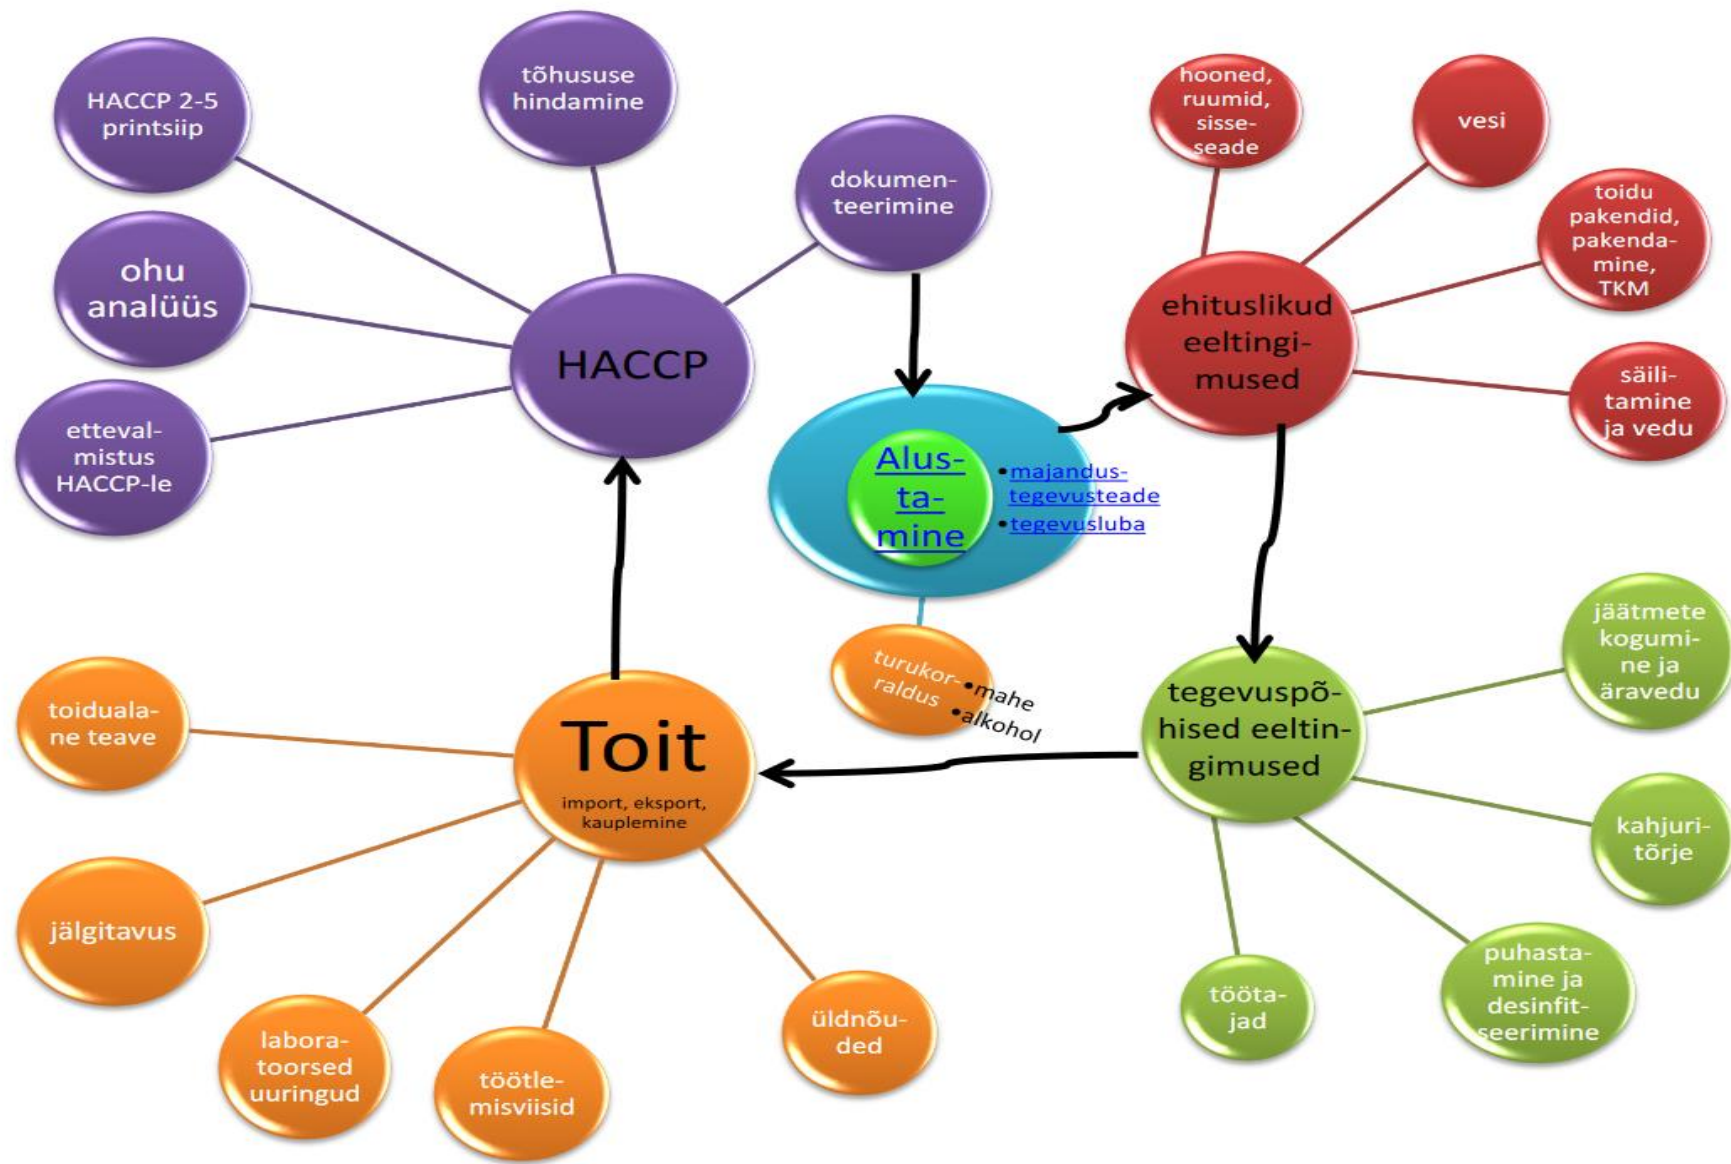 HACCP 2-5
printsiip
tõhususe
hindamine
dokumen-
teerimine
ohu
analüüs
etteval-
mistus
HACCP-le
HACCP
hooned,
ruumid,
sisse-
seade
vesi
toidu
pakendid,
pakenda-
mine,
TKM
säili-
tamine
ja vedu
ehituslikud
eeltingi-
mused
Alus-
ta-
mine
•majandus-
tegevusteade
•tegevusluba
turukor-
raldus
•mahe
•alkohol
tegevuspõ-
hised eeltin-
gimused
jäätmete
kogumi-
ne ja
äravedu
kahjuri-
tõrje
puhasta-
mine ja
desinfit-
seerimine
tööta-
jad
Toit
import, eksport,
kauplemine
toiduala-
ne teave
jälgitavus
labora-
toorsed
uuringud
töötle-
misviisid
üldnõu-
ded